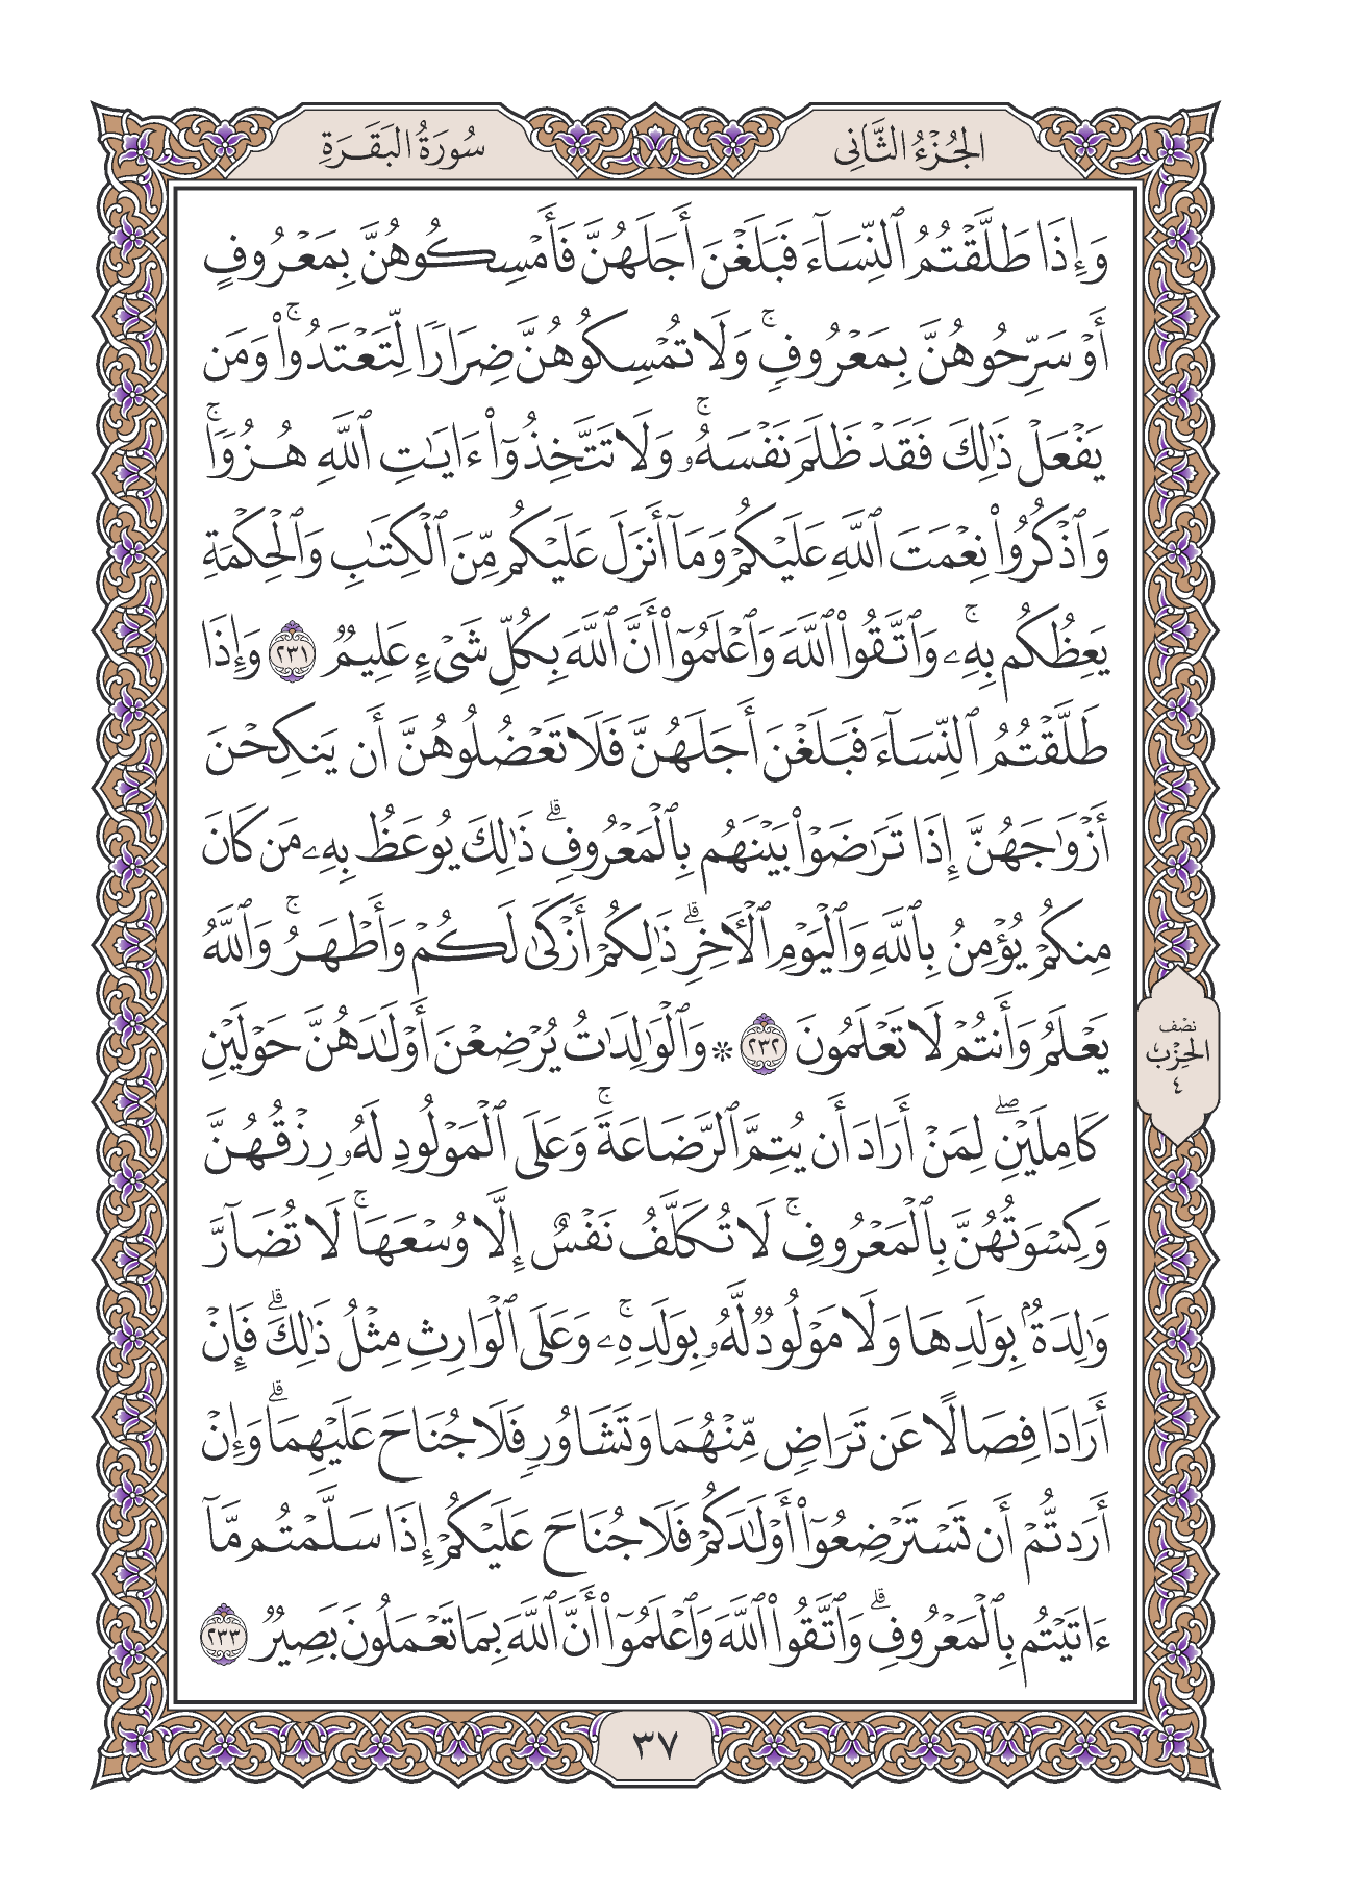 الجُزْءُ الثَّانِي
سُورَةُ البَقَرَةِ
وَإِذَا طَلَّقْتُمُ ٱلنِّسَآءَ فَبَلَغْنَ أَجَلَهُنَّ فَأَمْسِكُوهُنَّ بِمَعْرُوفٍ
أَوْ سَرِّحُوهُنَّ بِمَعْرُوفٍۚ وَلَا تُمْسِكُوهُنَّ ضِرَارًا لِّتَعْتَدُوا۟ۚ وَمَن
يَفْعَلْ ذَٰلِكَ فَقَدْ ظَلَمَ نَفْسَهُۥۚ وَلَا تَتَّخِذُوٓا۟ ءَايَٰتِ ٱللَّهِ هُزُوًاۚ
وَٱذْكُرُوا۟ نِعْمَتَ ٱللَّهِ عَلَيْكُمْ وَمَآ أَنزَلَ عَلَيْكُم مِّنَ ٱلْكِتَٰبِ وَٱلْحِكْمَةِ
يَعِظُكُم بِهِۦۚ وَٱتَّقُوا۟ ٱللَّهَ وَٱعْلَمُوٓا۟ أَنَّ ٱللَّهَ بِكُلِّ شَىْءٍ عَلِيمٌ ٢٣١ وَإِذَا
طَلَّقْتُمُ ٱلنِّسَآءَ فَبَلَغْنَ أَجَلَهُنَّ فَلَا تَعْضُلُوهُنَّ أَن يَنكِحْنَ
أَزْوَٰجَهُنَّ إِذَا تَرَٰضَوْا۟ بَيْنَهُم بِٱلْمَعْرُوفِۗ ذَٰلِكَ يُوعَظُ بِهِۦ مَن كَانَ
مِنكُمْ يُؤْمِنُ بِٱللَّهِ وَٱلْيَوْمِ ٱلْءَاخِرِۗ ذَٰلِكُمْ أَزْكَىٰ لَكُمْ وَأَطْهَرُۚ وَٱللَّهُ
يَعْلَمُ وَأَنتُمْ لَا تَعْلَمُونَ ٢٣٢ * وَٱلْوَٰلِدَٰتُ يُرْضِعْنَ أَوْلَٰدَهُنَّ حَوْلَيْنِ
نصف
الحِزْب
٤
كَامِلَيْنِۖ لِمَنْ أَرَادَ أَن يُتِمَّ ٱلرَّضَاعَةَۚ وَعَلَى ٱلْمَوْلُودِ لَهُۥ رِزْقُهُنَّ
وَكِسْوَتُهُنَّ بِٱلْمَعْرُوفِۚ لَا تُكَلَّفُ نَفْسٌ إِلَّا وُسْعَهَاۚ لَا تُضَآرَّ
وَٰلِدَةٌۢ بِوَلَدِهَا وَلَا مَوْلُودٌ لَّهُۥ بِوَلَدِهِۦۚ وَعَلَى ٱلْوَارِثِ مِثْلُ ذَٰلِكَۗ فَإِنْ
أَرَادَا فِصَالًا عَن تَرَاضٍ مِّنْهُمَا وَتَشَاوُرٍ فَلَا جُنَاحَ عَلَيْهِمَاۗ وَإِنْ
أَرَدتُّمْ أَن تَسْتَرْضِعُوٓا۟ أَوْلَٰدَكُمْ فَلَا جُنَاحَ عَلَيْكُمْ إِذَا سَلَّمْتُم مَّآ
ءَاتَيْتُم بِٱلْمَعْرُوفِۗ وَٱتَّقُوا۟ ٱللَّهَ وَٱعْلَمُوٓا۟ أَنَّ ٱللَّهَ بِمَا تَعْمَلُونَ بَصِيرٌ ٢٣٣
٣٧